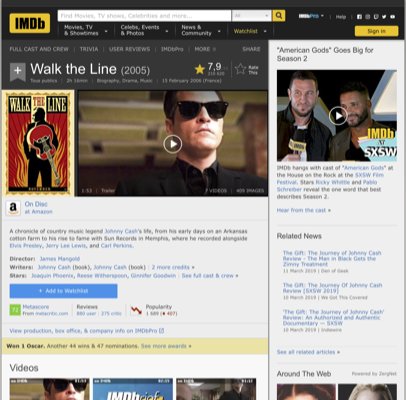 IMDb
Find Movies, TV shows, Celebrities and more...
All
IMDbPro
Help
Movies, TV
& Showtimes
Celebs, Events
& Photos
News &
Community
Watchlist
Sign in
FULL CAST AND CREW | TRIVIA | USER REVIEWS | IMDbPro | MORE
SHARE
Walk the Line (2005)
7,9
Rate
This
Tous publics | 2h 16min | Biography, Drama, Music | 15 February 2006 (France)
WALK THE LINE
1:53 | Trailer
7 VIDEOS | 405 IMAGES
On Disc
at Amazon
A chronicle of country music legend Johnny Cash's life, from his early days on an Arkansas
cotton farm to his rise to fame with Sun Records in Memphis, where he recorded alongside
Elvis Presley, Jerry Lee Lewis, and Carl Perkins.
Director: James Mangold
Writers: Johnny Cash (book), Johnny Cash (book) | 2 more credits »
Stars: Joaquin Phoenix, Reese Witherspoon, Ginnifer Goodwin | See full cast & crew »
+ Add to Watchlist
72
Metascore
From metacritic.com
Reviews
880 user | 275 critic
Popularity
View production, box office, & company info on IMDbPro
Won 1 Oscar. Another 44 wins & 47 nominations. See more awards »
Videos
"American Gods" Goes Big for
Season 2
IMDb
at
SXSW
IMDb hangs with cast of "American Gods" at
the House on the Rock at the SXSW Film
Festival. Stars Ricky Whittle and Pablo
Schreiber reveal the one word that best
describes Season 2.
Hear from the cast »
Related News
The Gift: The Journey of Johnny Cash
Review - The Man in Black Gets the
Zimny Treatment
11 March 2019 | Den of Geek
The Gift: The Journey Of Johnny Cash
Review [SXSW 2019]
10 March 2019 | We Got This Covered
'The Gift: The Journey of Johnny Cash'
Review: An Authorized and Authentic
Documentary — SXSW
10 March 2019 | Indiewire
See all related articles »
Around The Web | Powered by ZergNet